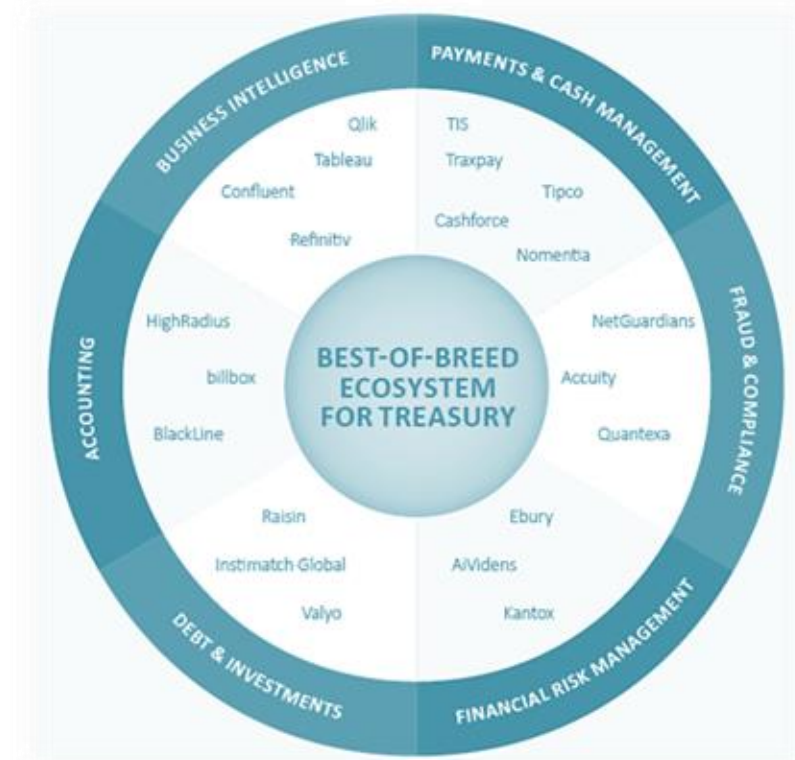 BUSINESS INTELLIGENCE
Qlik
Tableau
Confluent
Refinitiv
PAYMENTS & CASH MANAGEMENT
TIS
Traxpay
Tipco
Cashforce
Nomentia
FRAUD & COMPLIANCE
NetGuardians
Accuity
Quantexa
FINANCIAL RISK MANAGEMENT
Ebury
AiVidens
Kantox
DEBT & INVESTMENTS
Raisin
Instimatch Global
Valyo
ACCOUNTING
HighRadius
billbox
BlackLine
BEST-OF-BREED
ECOSYSTEM
FOR TREASURY